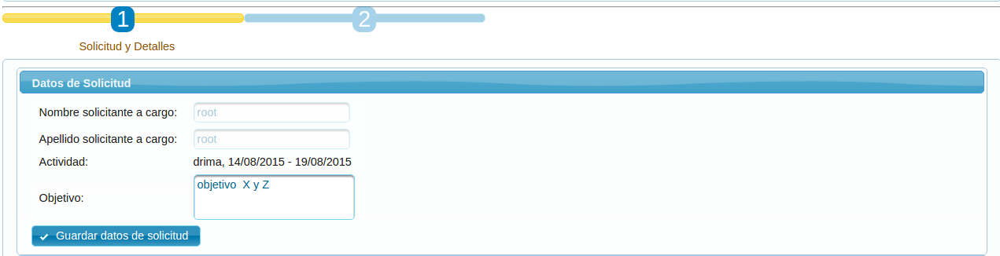 1 2
Solicitud y Detalles
Datos de Solicitud
Nombre solicitante a cargo: root
Apellido solicitante a cargo: root
Actividad: drima, 14/08/2015 - 19/08/2015
Objetivo: objetivo X y Z
Guardar datos de solicitud